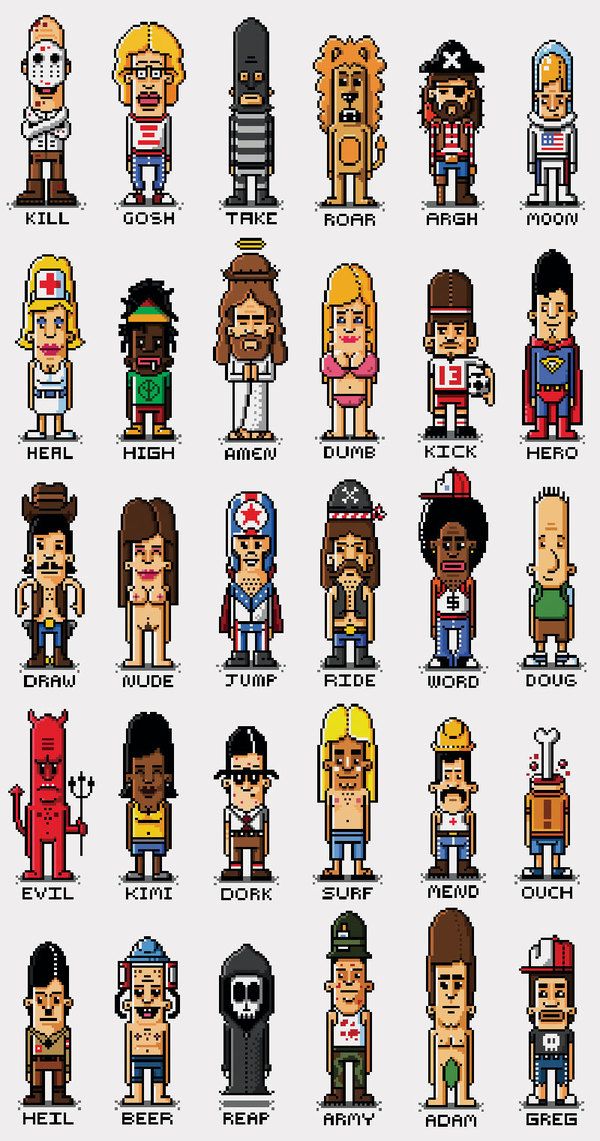 KILL GOSH TAKE ROAR ARGH MOON
HEAL HIGH AMEN DUMB KICK HERO
13
DRAW NUDE JUMP RIDE WORD DOUG
$
EVIL KIMI DORK SURF MEND OUCH
HEIL BEER REAP ARMY ADAM GREG